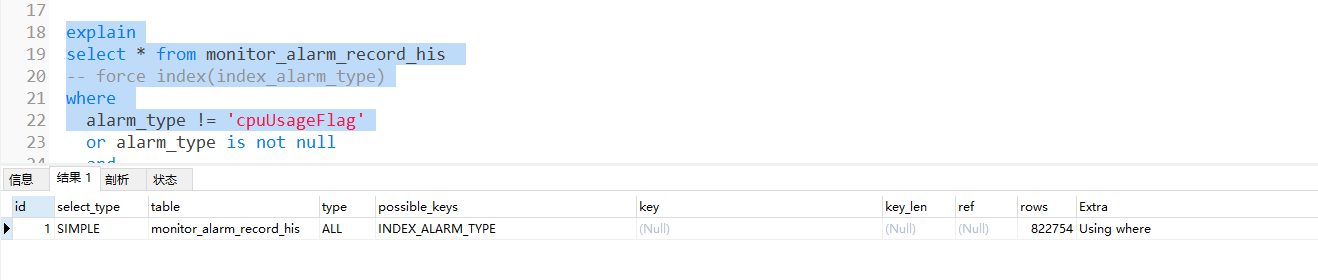 17
18 explain
19 select * from monitor_alarm_record_his
20 -- force index(index_alarm_type)
21 where
22 alarm_type != 'cpuUsageFlag'
23 or alarm_type is not null
信息 结果 1 剖析 状态
id select_type table type possible_keys key key_len ref rows Extra
1 SIMPLE monitor_alarm_record_his ALL INDEX_ALARM_TYPE (Null) (Null) (Null) 822754 Using where